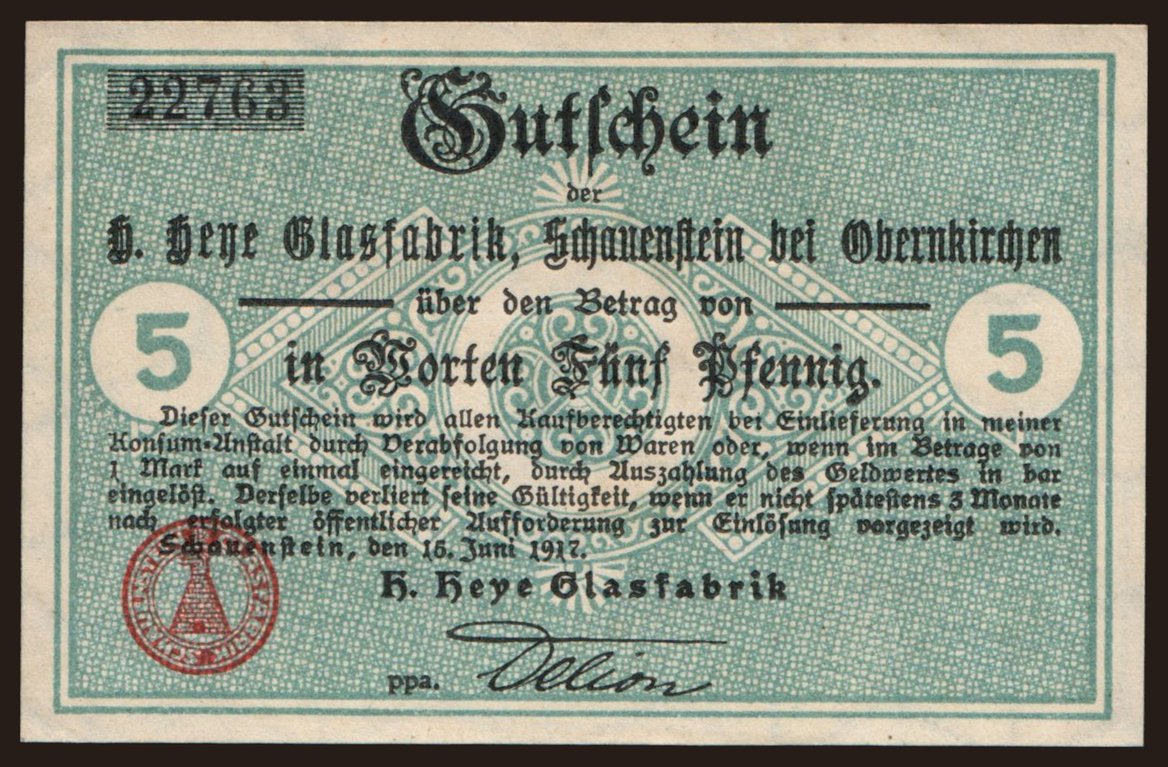 22763
Gutschein
der
H. Heye Glasfabrik, Schauenstein bei Obernkirchen
über den Betrag von
5 in Worten Fünf Pfennig. 5
Dieser Gutschein wird allen Kaufberechtigten bei Einlieferung in meiner
Konsum-Anstalt durch Verabfolgung von Waren oder, wenn im Betrage von
1 Mark auf einmal eingereicht, durch Auszahlung des Geldwertes in bar
eingelöst. Derselbe verliert seine Gültigkeit, wenn er nicht spätestens 3 Monate
nach erfolgter öffentlicher Aufforderung zur Einlösung vorgezeigt wird.
Schauenstein, den 15. Juni 1917.
H. Heye Glasfabrik
ppa. Delion